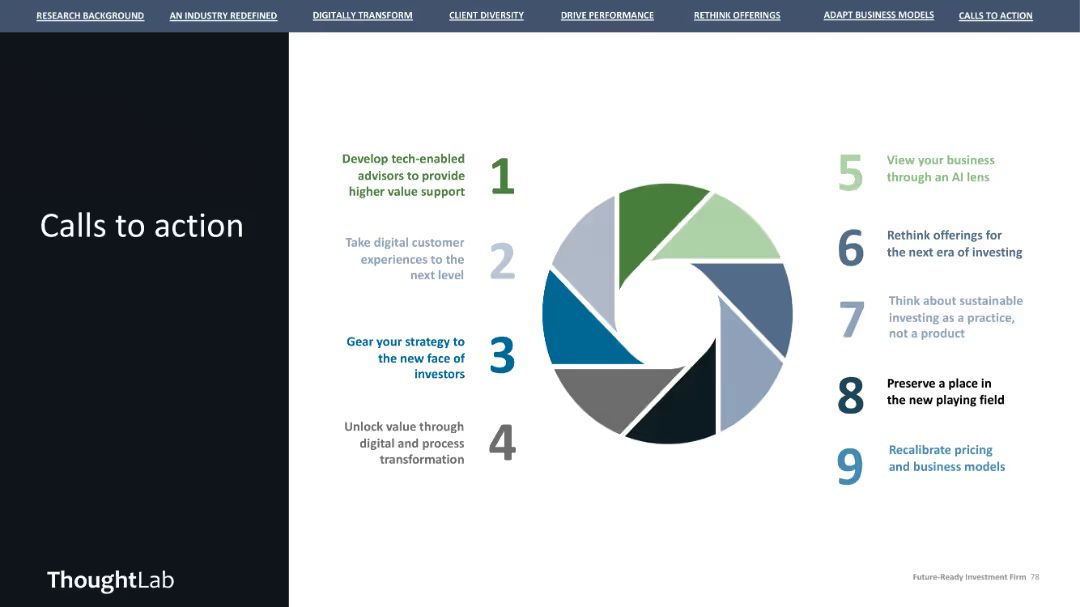 RESEARCH BACKGROUND
AN INDUSTRY REDEFINED
DIGITALLY TRANSFORM
CLIENT DIVERSITY
DRIVE PERFORMANCE
RETHINK OFFERINGS
ADAPT BUSINESS MODELS
CALLS TO ACTION
Calls to action
1
Develop tech-enabled
advisors to provide
higher value support
2
Take digital customer
experiences to the
next level
3
Gear your strategy to
the new face of
investors
4
Unlock value through
digital and process
transformation
5
View your business
through an AI lens
6
Rethink offerings for
the next era of investing
7
Think about sustainable
investing as a practice,
not a product
8
Preserve a place in
the new playing field
9
Recalibrate pricing
and business models
ThoughtLab
Future-Ready Investment Firm 78